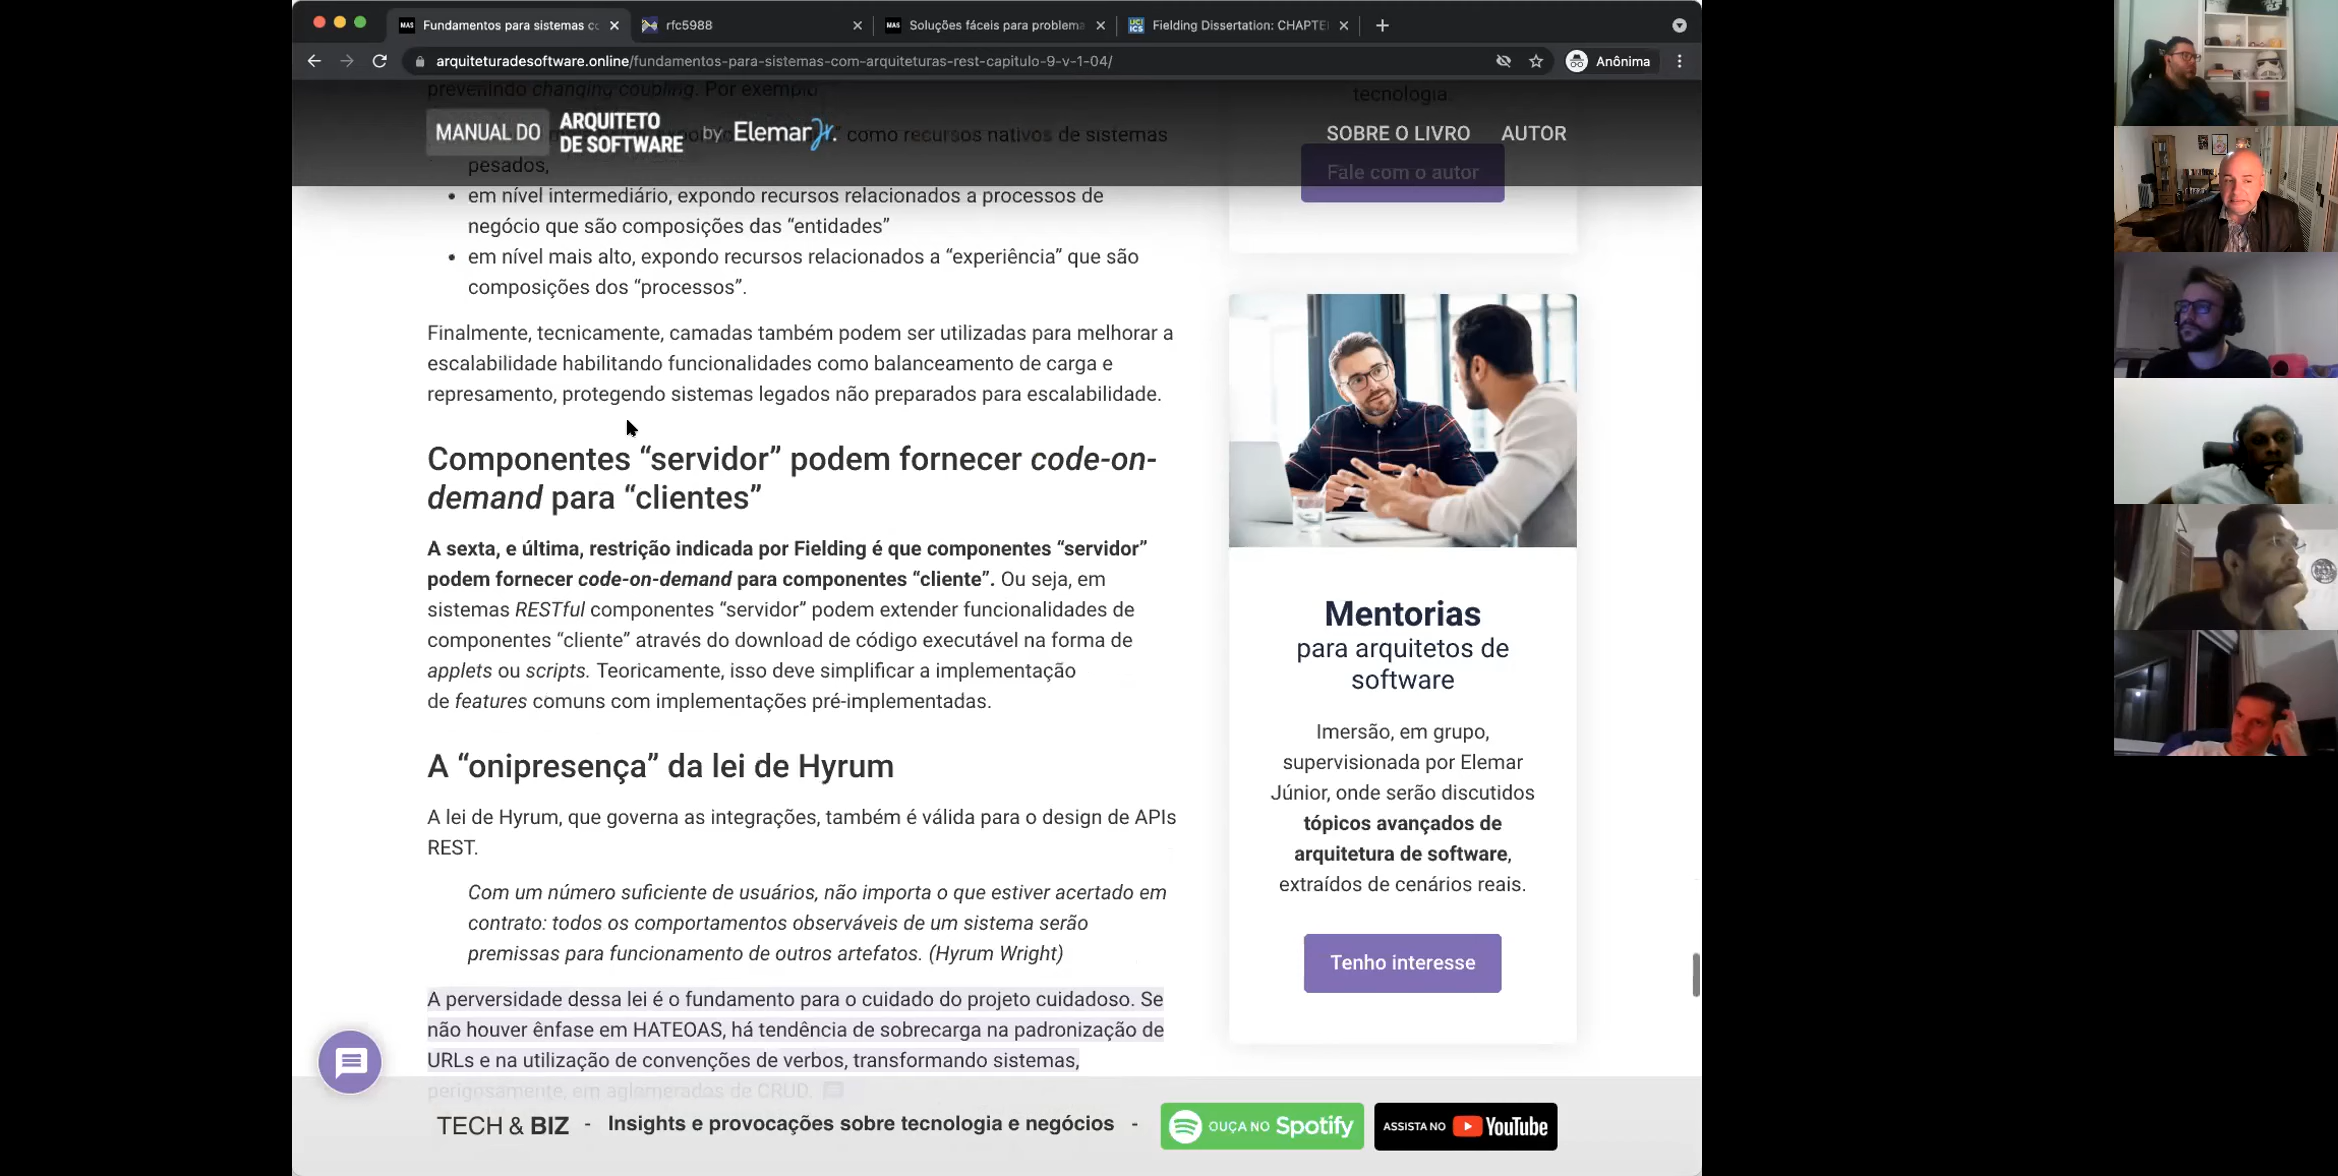 Fundamentos para sistemas co
rfc5988
Soluções fáceis para problema
Fielding Dissertation: CHAPTE
arquiteturadesoftware.online/fundamentos-para-sistemas-com-arquiteturas-rest-capitulo-9-v-1-04/
Anônima
prevenindo changing coupling. Por exemplo
MANUAL DO
ARQUITETO
DE SOFTWARE
by Elemar Jr.
SOBRE O LIVRO
AUTOR
como recursos nativos de sistemas
pesados,
em nível intermediário, expondo recursos relacionados a processos de
negócio que são composições das “entidades”
em nível mais alto, expondo recursos relacionados a “experiência” que são
composições dos “processos”.
Finalmente, tecnicamente, camadas também podem ser utilizadas para melhorar a
escalabilidade habilitando funcionalidades como balanceamento de carga e
represamento, protegendo sistemas legados não preparados para escalabilidade.
Componentes “servidor” podem fornecer code-on-
demand para “clientes”
A sexta, e última, restrição indicada por Fielding é que componentes “servidor”
podem fornecer code-on-demand para componentes “cliente”. Ou seja, em
sistemas RESTful componentes “servidor” podem extender funcionalidades de
componentes “cliente” através do download de código executável na forma de
applets ou scripts. Teoricamente, isso deve simplificar a implementação
de features comuns com implementações pré-implementadas.
A “onipresença” da lei de Hyrum
A lei de Hyrum, que governa as integrações, também é válida para o design de APIs
REST.
Com um número suficiente de usuários, não importa o que estiver acertado em
contrato: todos os comportamentos observáveis de um sistema serão
premissas para funcionamento de outros artefatos. (Hyrum Wright)
A perversidade dessa lei é o fundamento para o cuidado do projeto cuidadoso. Se
não houver ênfase em HATEOAS, há tendência de sobrecarga na padronização de
URLs e na utilização de convenções de verbos, transformando sistemas,
perigosamente, em aglomerados de CRUD.
tecnologia.
Fale com o autor
Mentorias
para arquitetos de
software
Imersão, em grupo,
supervisionada por Elemar
Júnior, onde serão discutidos
tópicos avançados de
arquitetura de software,
extraídos de cenários reais.
Tenho interesse
TECH & BIZ - Insights e provocações sobre tecnologia e negócios -
OUÇA NO Spotify
ASSISTA NO YouTube